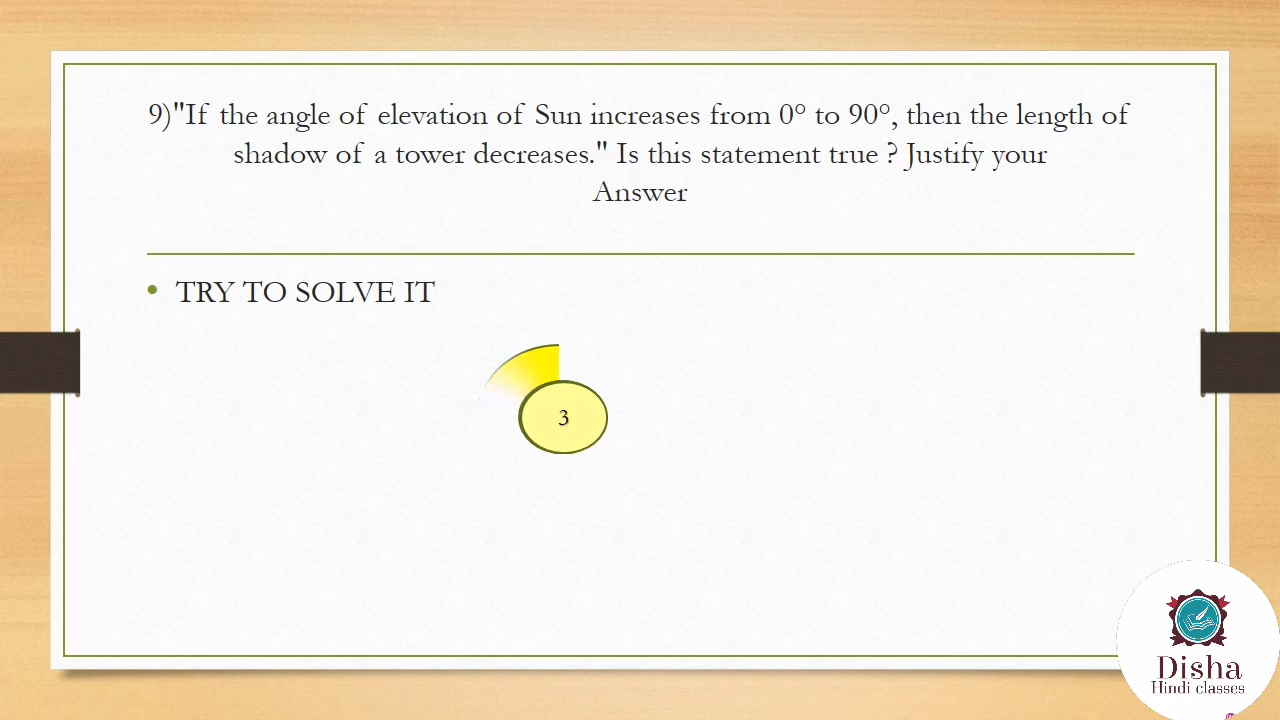 9)"If the angle of elevation of Sun increases from 0° to 90°, then the length of
shadow of a tower decreases." Is this statement true ? Justify your
Answer
• TRY TO SOLVE IT
3
Disha
Hindi classes